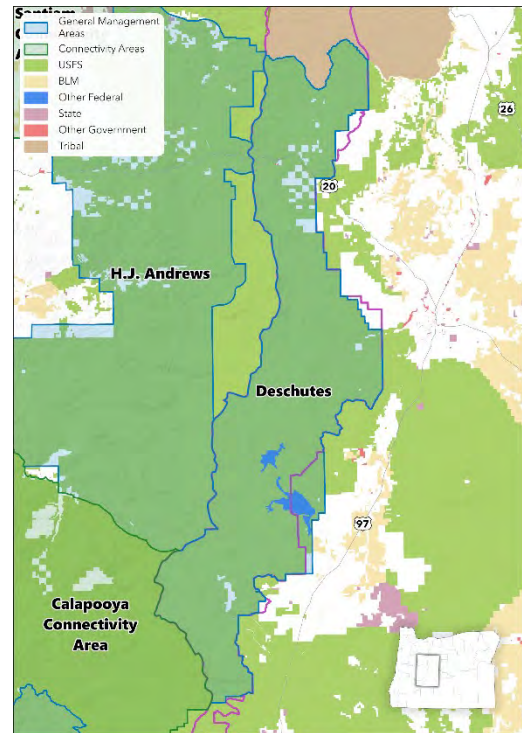 Santiam
C
A
General Management
Areas
Connectivity Areas
USFS
BLM
Other Federal
State
Other Government
Tribal
26
20
H.J. Andrews
Deschutes
97
Calapooya
Connectivity
Area